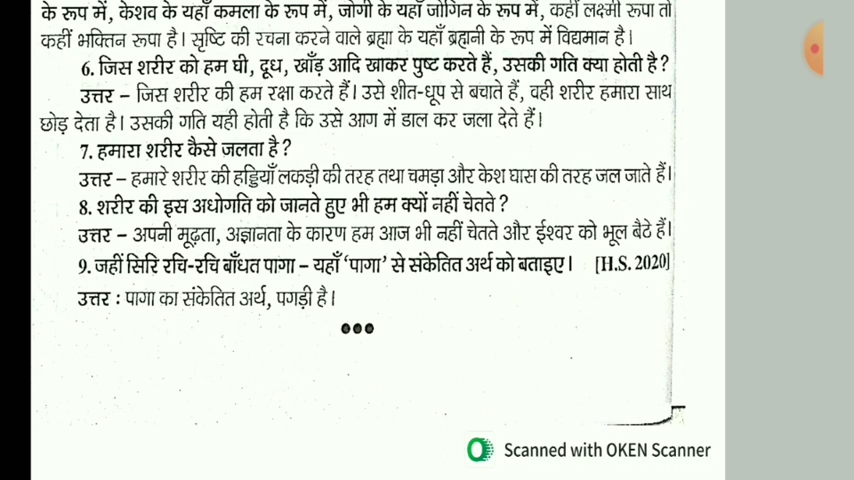 के रूप में, केशव के यहाँ कमला के रूप में, जोगी के यहाँ जोगिन के रूप में, कहीं लक्ष्मी रूपा तो
कहीं भक्तिन रूपा है। सृष्टि की रचना करने वाले ब्रह्मा के यहाँ ब्रह्मनी के रूप में विद्यमान है।
6. जिस शरीर को हम घी, दूध, खाँड़ आदि खाकर पुष्ट करते हैं, उसकी गति क्या होती है?
उत्तर – जिस शरीर की हम रक्षा करते हैं। उसे शीत-धूप से बचाते हैं, वही शरीर हमारा साथ
छोड़ देता है। उसकी गति यही होती है कि उसे आग में डाल कर जला देते हैं।
7. हमारा शरीर कैसे जलता है?
उत्तर – हमारे शरीर की हड्डियाँ लकड़ी की तरह तथा चमड़ा और केश घास की तरह जल जाते हैं।
8. शरीर की इस अधोगति को जानते हुए भी हम क्यों नहीं चेतते?
उत्तर – अपनी मूढ़ता, अज्ञानता के कारण हम आज भी नहीं चेतते और ईश्वर को भूल बैठे हैं।
9. जहीं सिरि रचि-रचि बाँधत पागा – यहाँ 'पागा' से संकेतित अर्थ को बताइए। [H.S. 2020]
उत्तर : पागा का संकेतित अर्थ, पगड़ी है।
Scanned with OKEN Scanner